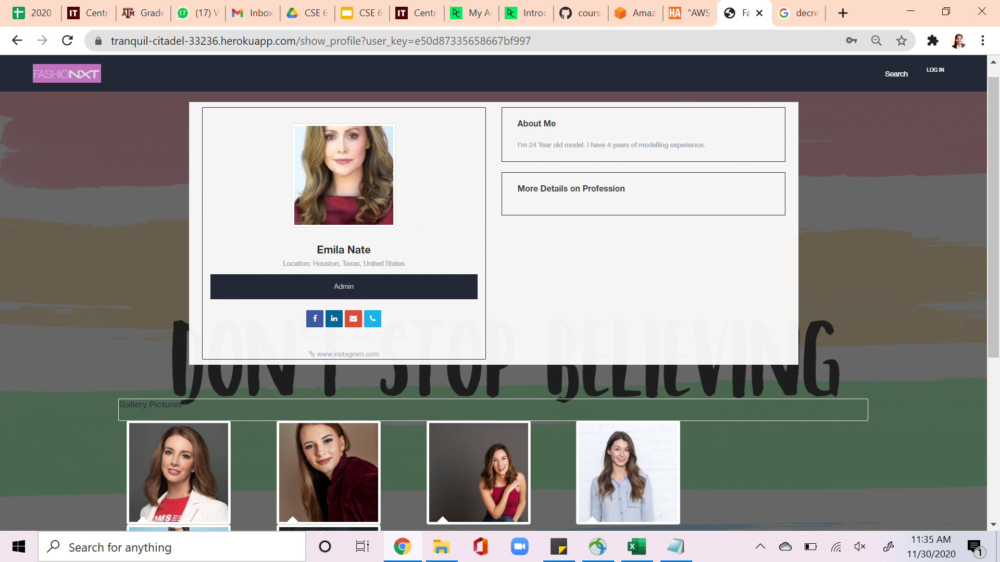 2020
Centr
Grade
(17) W
Inbox
CSE 6
CSE 6
Centr
My As
Introc
cours
Amaz
"AWS
Fa
decre
tranquil-citadel-33236.herokuapp.com/show_profile?user_key=e50d87335658667bf997
FASHIONXT
Search
LOG IN
Emila Nate
Location: Houston, Texas, United States
Admin
www.instagram.com
About Me
I'm 24 Year old model. I have 4 years of modelling experience.
More Details on Profession
DON'T STOP BELIEVING
Gallery Pictures
OMS
Search for anything
11:35 AM
11/30/2020
1